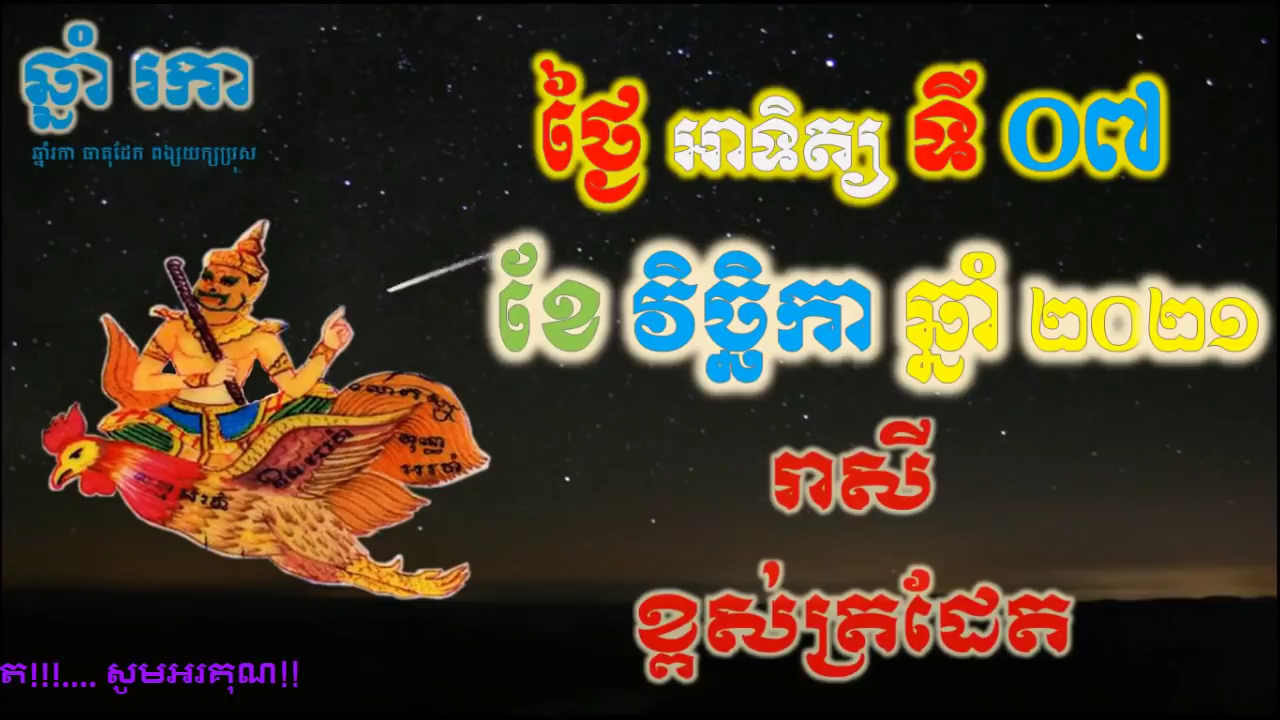 ឆ្នាំ រកា
ឆ្នាំរកា ធាតុដែក ពង្សយក្សប្រុស
ថ្ងៃ អាទិត្យ ទី ០៧
ខែ វិច្ឆិកា ឆ្នាំ ២០២១
រាសី
ខ្ពស់ត្រដែត
ត!!!.... សូមអរគុណ!!